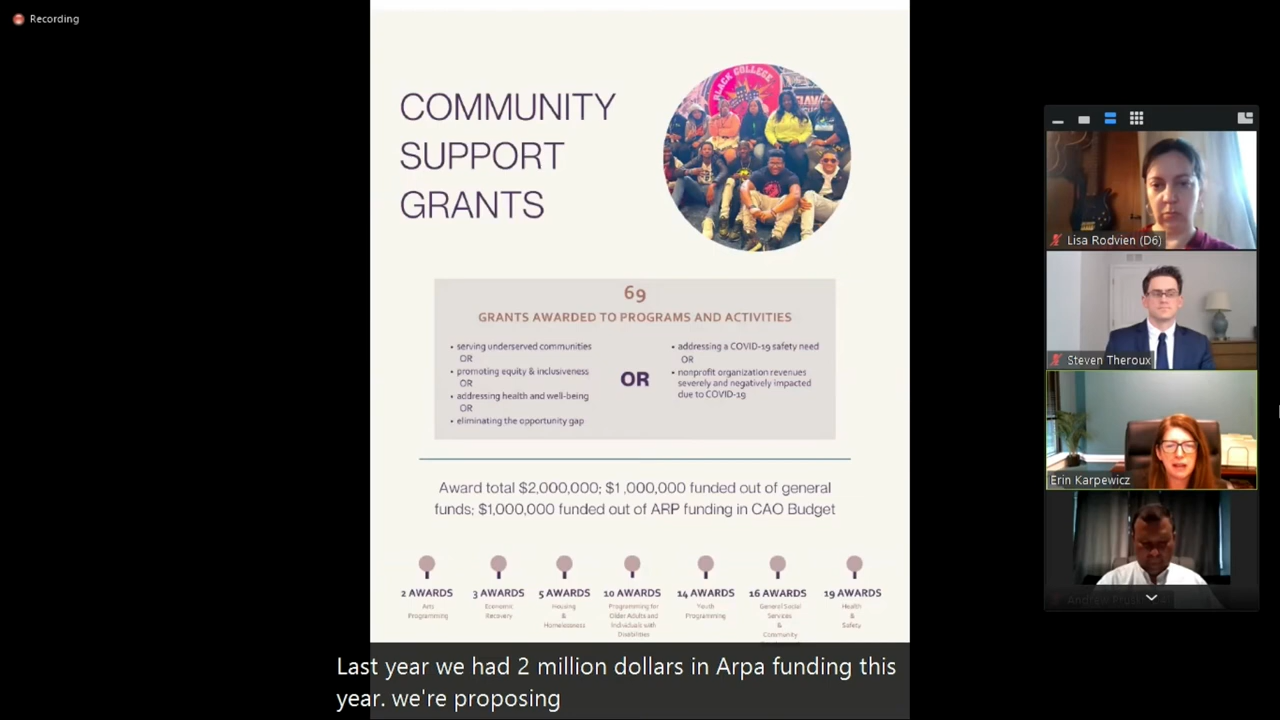 Recording
COMMUNITY
SUPPORT
GRANTS
BLACK COLLEGE
69
GRANTS AWARDED TO PROGRAMS AND ACTIVITIES
• serving underserved communities
OR
• promoting equity & inclusiveness
OR
• addressing health and well-being
OR
• eliminating the opportunity gap
OR
• addressing a COVID-19 safety need
OR
• nonprofit organization revenues
severely and negatively impacted
due to COVID-19
Award total $2,000,000; $1,000,000 funded out of general
funds; $1,000,000 funded out of ARP funding in CAO Budget
2 AWARDS
Arts
Programming
3 AWARDS
Economic
Recovery
5 AWARDS
Housing
&
Homelessness
10 AWARDS
Programming for
Older Adults and
Individuals with
Disabilities
14 AWARDS
Youth
Programming
16 AWARDS
General Social
Services
&
Community
19 AWARDS
Health
&
Safety
Last year we had 2 million dollars in Arpa funding this
year. we're proposing
Lisa Rodvien (D6)
Steven Theroux
Erin Karpewicz